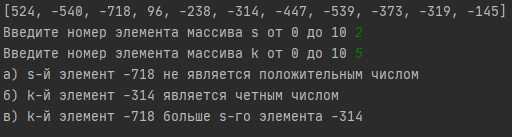 [524, -540, -718, 96, -238, -314, -447, -539, -373, -319, -145]
Введите номер элемента массива s от 0 до 10 2
Введите номер элемента массива k от 0 до 10 5
а) s-й элемент -718 не является положительным числом
б) k-й элемент -314 является четным числом
в) k-й элемент -718 больше s-го элемента -314